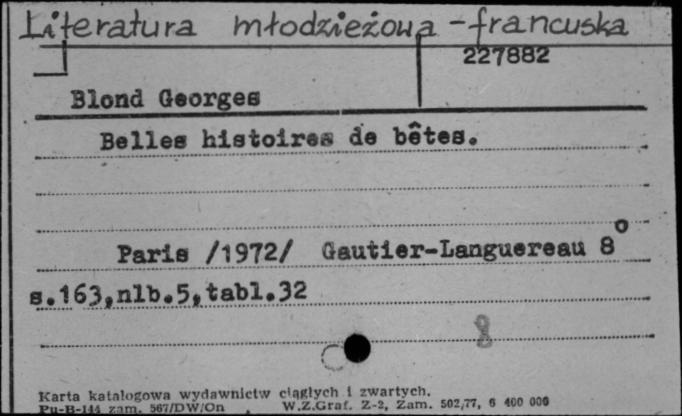 Literatura młodzieżowa - francuska
227882
Blond Georges
Belles histoires de bêtes.
Paris /1972/ Gautier-Languereau 8°
s.163,nlb.5,tabl.32
8
Karta katalogowa wydawnictw ciągłych i zwartych.
Pu-B-144 zam. 567/DW/On W.Z.Graf. Z-2, Zam. 502/77, 6 400 000